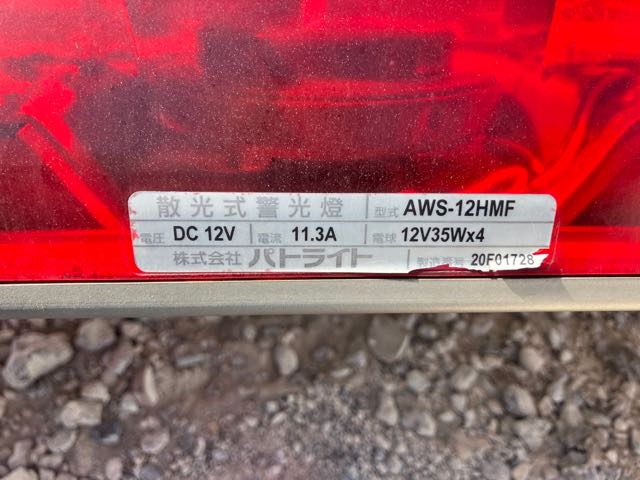 散光式警光燈 型式 AWS-12HMF
電圧 DC 12V 電流 11.3A 電球 12V35Wx4
株式会社 パトライト 製造番号 20F01728